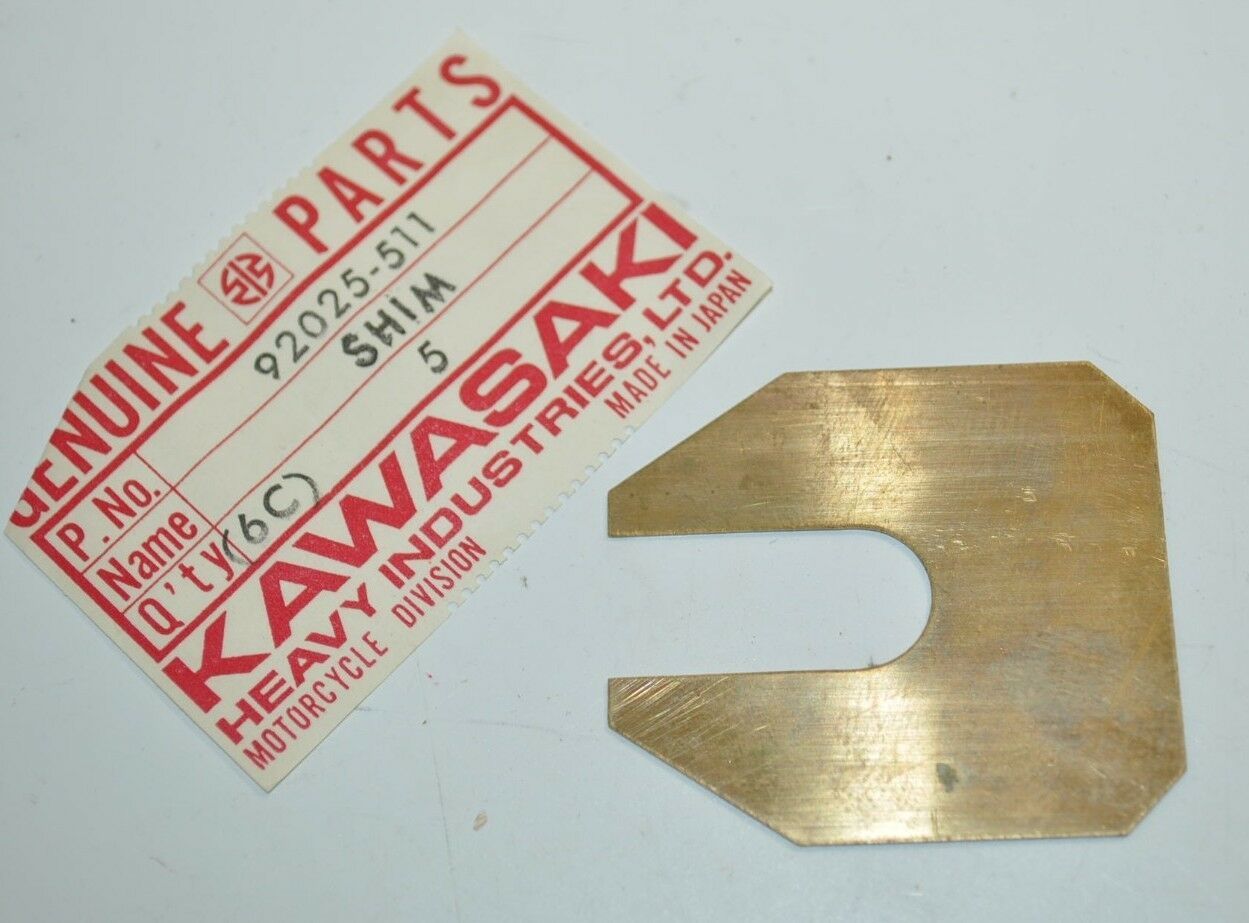 GENUINE PARTS
P. No. 92025-511
Name SHIM
Q'ty (6C) 5
KAWASAKI
HEAVY INDUSTRIES, LTD.
MOTORCYCLE DIVISION MADE IN JAPAN